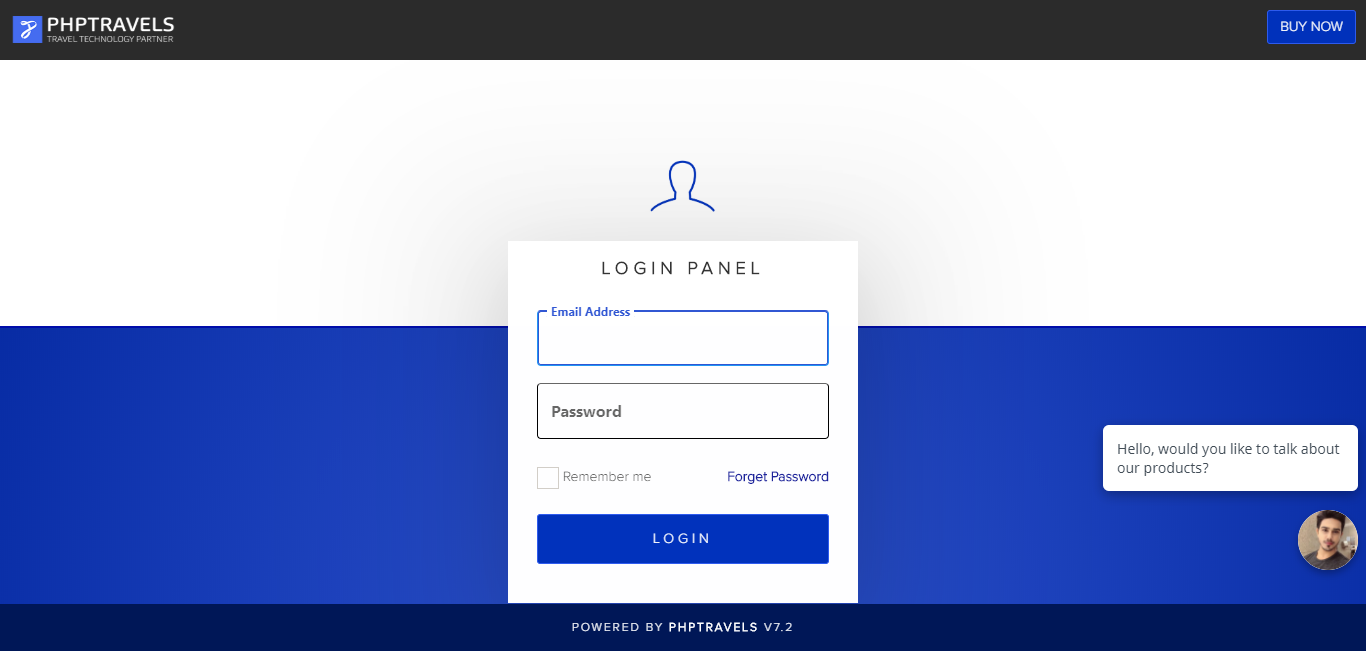 PHPTRAVELS
TRAVEL TECHNOLOGY PARTNER
BUY NOW
LOGIN PANEL
Email Address
Password
Remember me
Forget Password
LOGIN
Hello, would you like to talk about
our products?
POWERED BY PHPTRAVELS V7.2